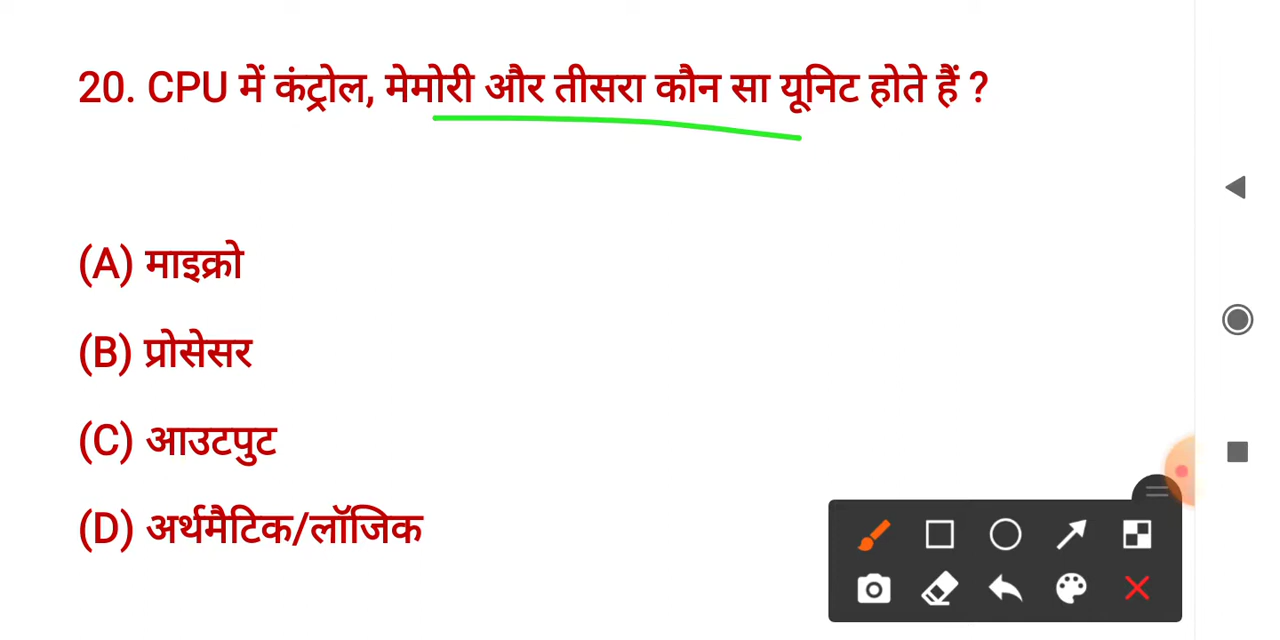 20. CPU में कंट्रोल, मेमोरी और तीसरा कौन सा यूनिट होते हैं ?
(A) माइक्रो
(B) प्रोसेसर
(C) आउटपुट
(D) अर्थमैटिक/लॉजिक